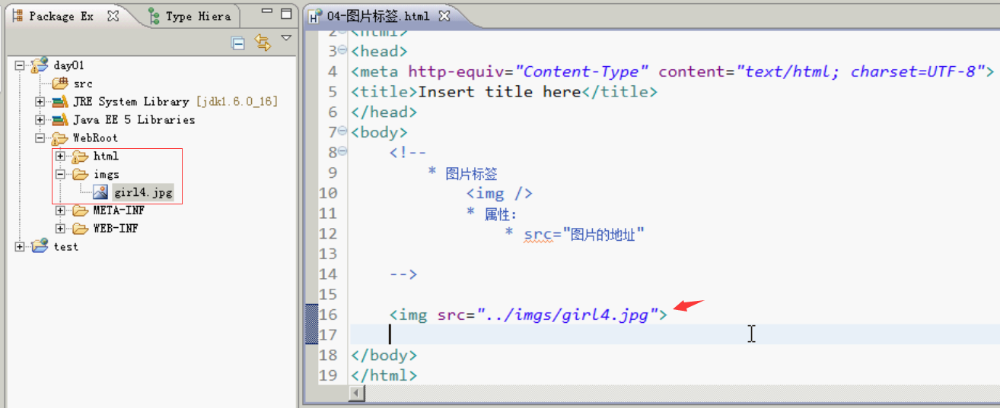 Package Ex
Type Hiera
day01
src
JRE System Library [jdk1.6.0_16]
Java EE 5 Libraries
WebRoot
html
imgs
girl4.jpg
META-INF
WEB-INF
test
04-图片标签.html
2 <html>
3 <head>
4 <meta http-equiv="Content-Type" content="text/html; charset=UTF-8">
5 <title>Insert title here</title>
6 </head>
7 <body>
8 <!--
9 * 图片标签
10 <img />
11 * 属性:
12 * src="图片的地址"
13
14 -->
15
16 <img src="../imgs/girl4.jpg">
17
18 </body>
19 </html>